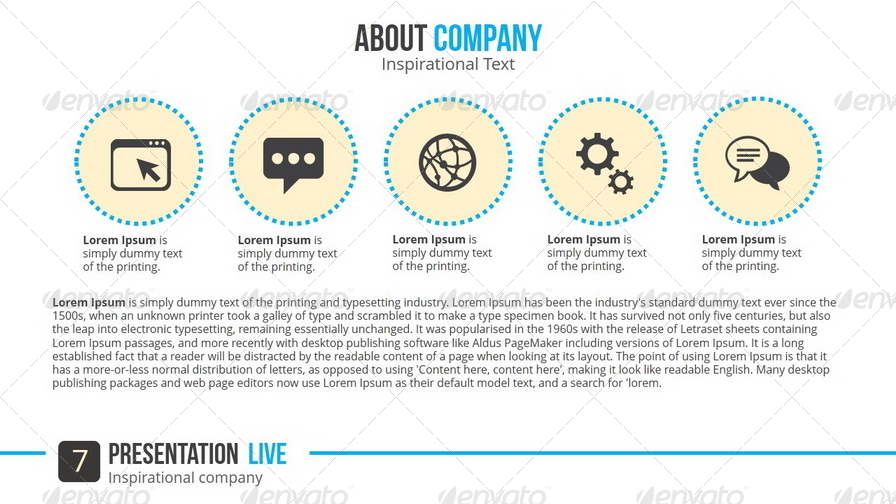 envato envato envato envato envato
ABOUT COMPANY
Inspirational Text
envato envato envato envato envato
Lorem Ipsum is
simply dummy text
of the printing.
Lorem Ipsum is
simply dummy text
of the printing.
Lorem Ipsum is
simply dummy text
of the printing.
Lorem Ipsum is
simply dummy text
of the printing.
Lorem Ipsum is
simply dummy text
of the printing.
Lorem Ipsum is simply dummy text of the printing and typesetting industry. Lorem Ipsum has been the industry's standard dummy text ever since the
1500s, when an unknown printer took a galley of type and scrambled it to make a type specimen book. It has survived not only five centuries, but also
the leap into electronic typesetting, remaining essentially unchanged. It was popularised in the 1960s with the release of Letraset sheets containing
Lorem Ipsum passages, and more recently with desktop publishing software like Aldus PageMaker including versions of Lorem Ipsum. It is a long
established fact that a reader will be distracted by the readable content of a page when looking at its layout. The point of using Lorem Ipsum is that it
has a more-or-less normal distribution of letters, as opposed to using 'Content here, content here', making it look like readable English. Many desktop
publishing packages and web page editors now use Lorem Ipsum as their default model text, and a search for 'lorem.
7
PRESENTATION LIVE
Inspirational company
envato envato envato envato